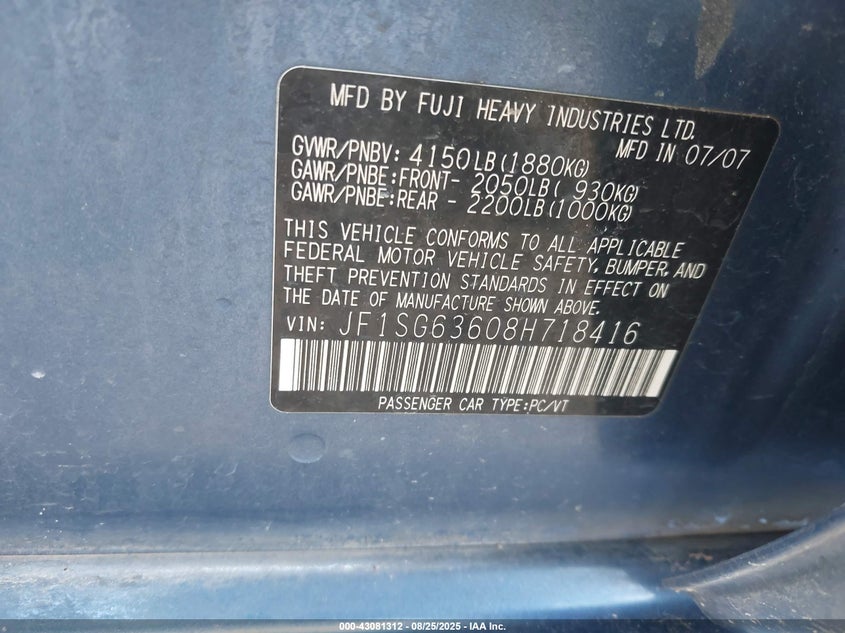 MFD BY FUJI HEAVY INDUSTRIES LTD.
MFD IN 07/07
GVWR/PNBV: 4150LB(1880KG)
GAWR/PNBE:FRONT- 2050LB( 930KG)
GAWR/PNBE:REAR - 2200LB(1000KG)
THIS VEHICLE CONFORMS TO ALL APPLICABLE
FEDERAL MOTOR VEHICLE SAFETY, BUMPER, AND
THEFT PREVENTION STANDARDS IN EFFECT ON
THE DATE OF MANUFACTURE SHOWN ABOVE.
VIN: JF1SG63608H718416
PASSENGER CAR TYPE:PC/VT
000-43081312 - 08/25/2025 - IAA Inc.